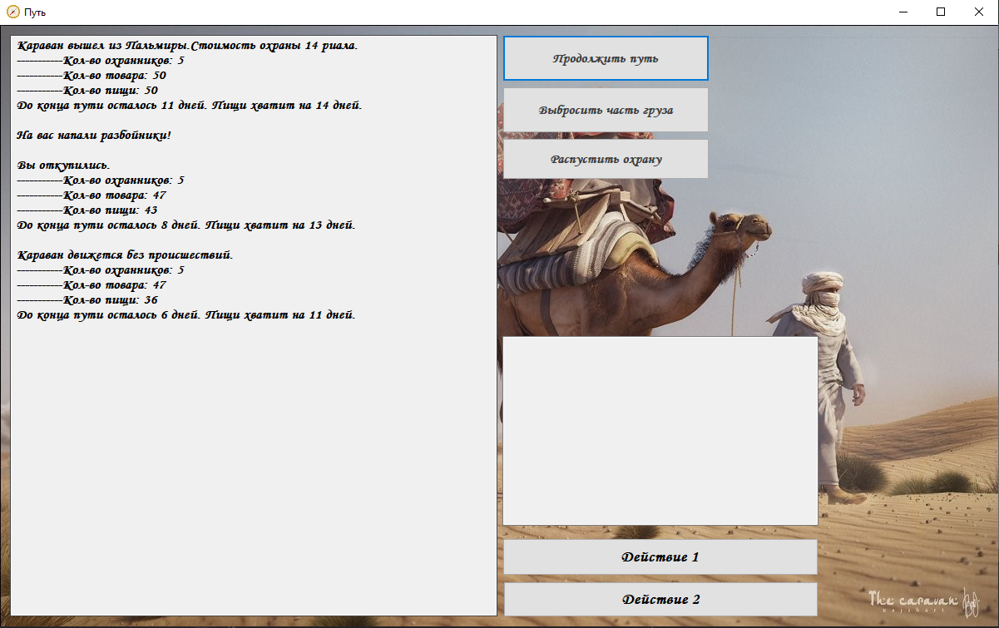 Путь
Караван вышел из Пальмиры.Стоимость охраны 14 риала.
-----------Кол-во охранников: 5
-----------Кол-во товара: 50
-----------Кол-во пищи: 50
До конца пути осталось 11 дней. Пищи хватит на 14 дней.
На вас напали разбойники!
Вы откупились.
-----------Кол-во охранников: 5
-----------Кол-во товара: 47
-----------Кол-во пищи: 43
До конца пути осталось 8 дней. Пищи хватит на 13 дней.
Караван движется без происшествий.
-----------Кол-во охранников: 5
-----------Кол-во товара: 47
-----------Кол-во пищи: 36
До конца пути осталось 6 дней. Пищи хватит на 11 дней.
Продолжить путь
Выбросить часть груза
Распустить охрану
Действие 1
Действие 2
The caravan
najibart